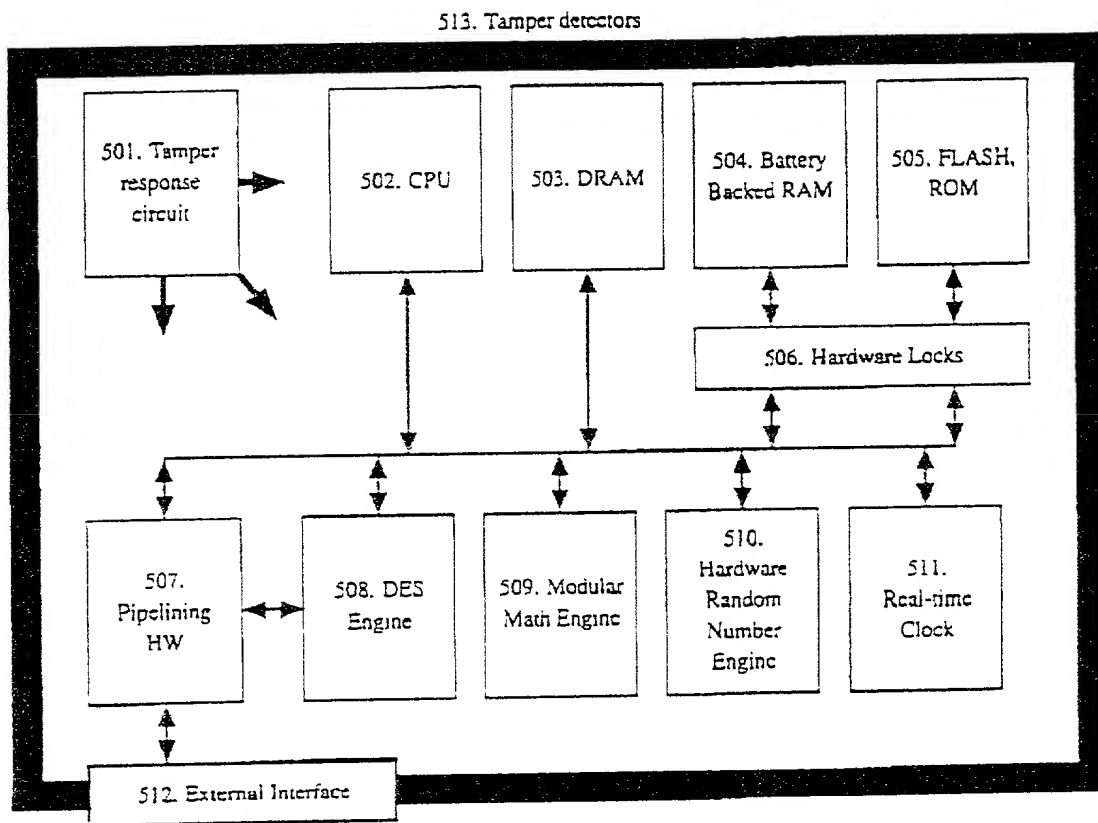 513. Tamper detectors
501. Tamper
response
circuit
502. CPU
503. DRAM
504. Battery
Backed RAM
505. FLASH,
ROM
506. Hardware Locks
507.
Pipelining
HW
508. DES
Engine
509. Modular
Math Engine
510.
Hardware
Random
Number
Engine
511.
Real-time
Clock
512. External Interface